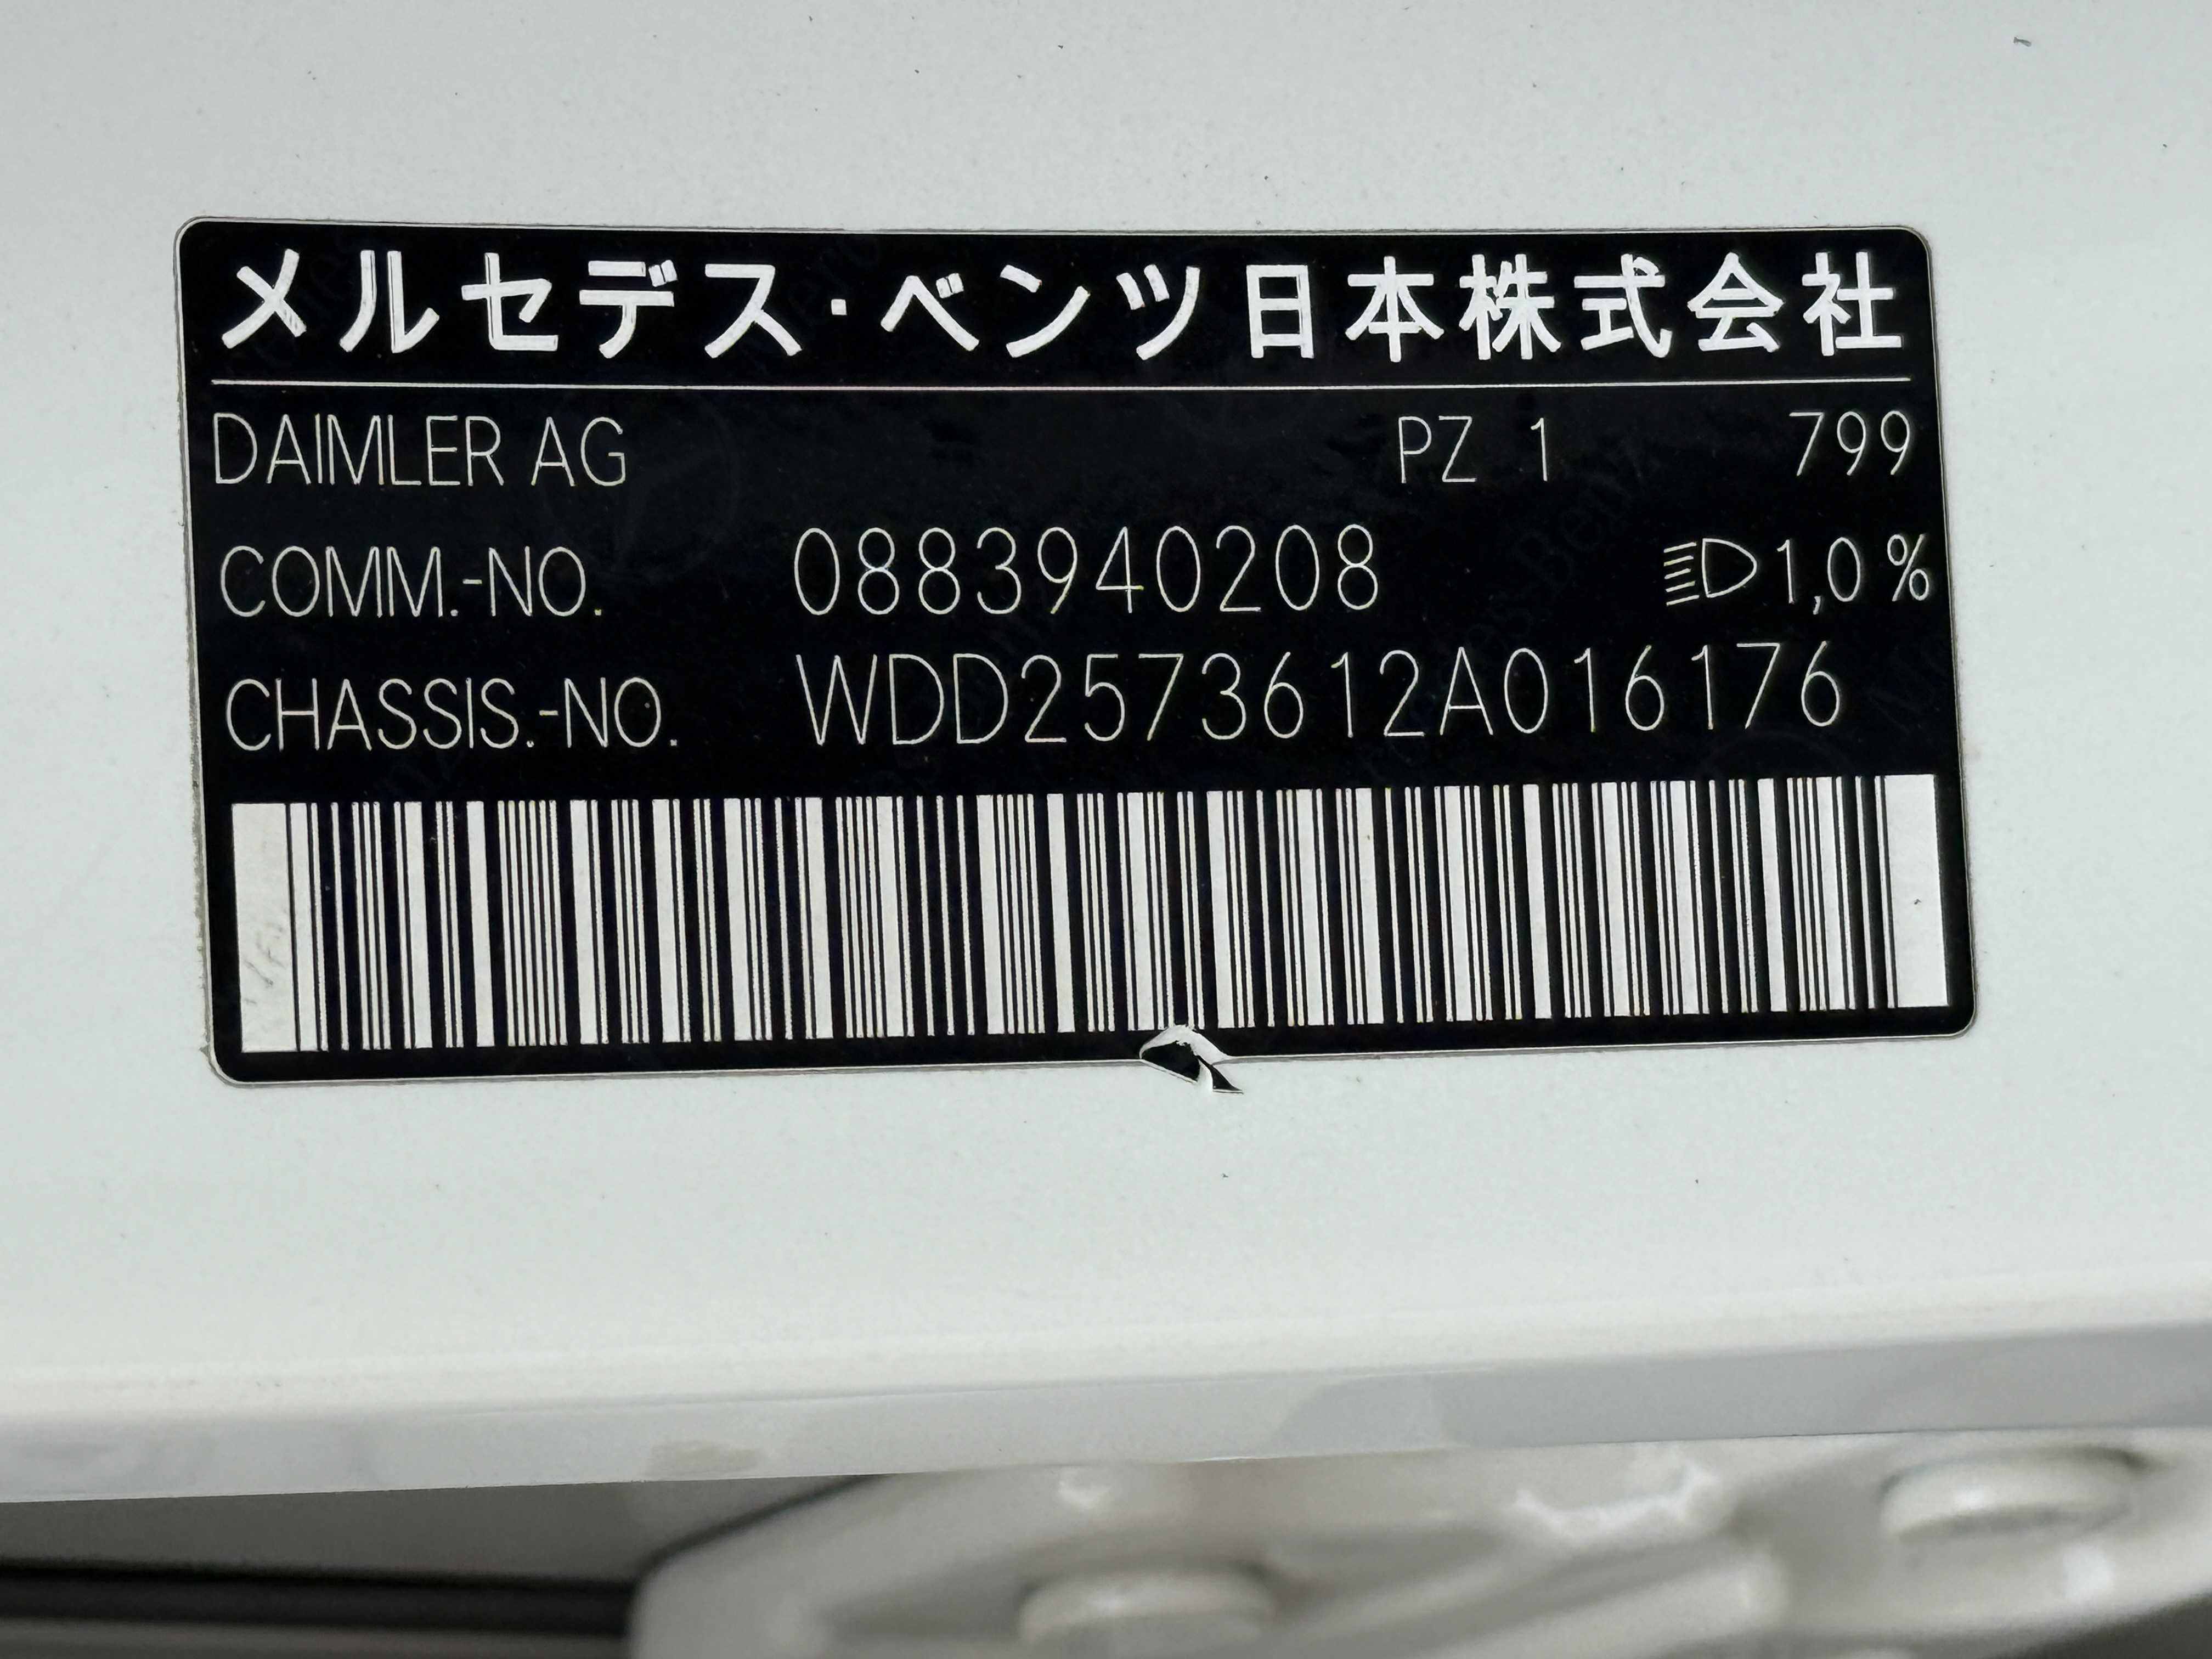 メルセデス・ベンツ日本株式会社
DAIMLER AG PZ 1 799
COMM.-NO. 0883940208 1,0 %
CHASSIS.-NO. WDD2573612A016176